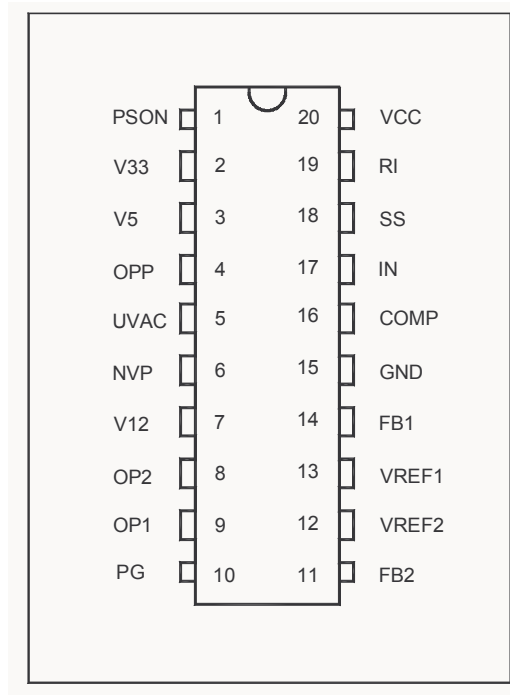 PSON 1 20 VCC
V33 2 19 RI
V5 3 18 SS
OPP 4 17 IN
UVAC 5 16 COMP
NVP 6 15 GND
V12 7 14 FB1
OP2 8 13 VREF1
OP1 9 12 VREF2
PG 10 11 FB2